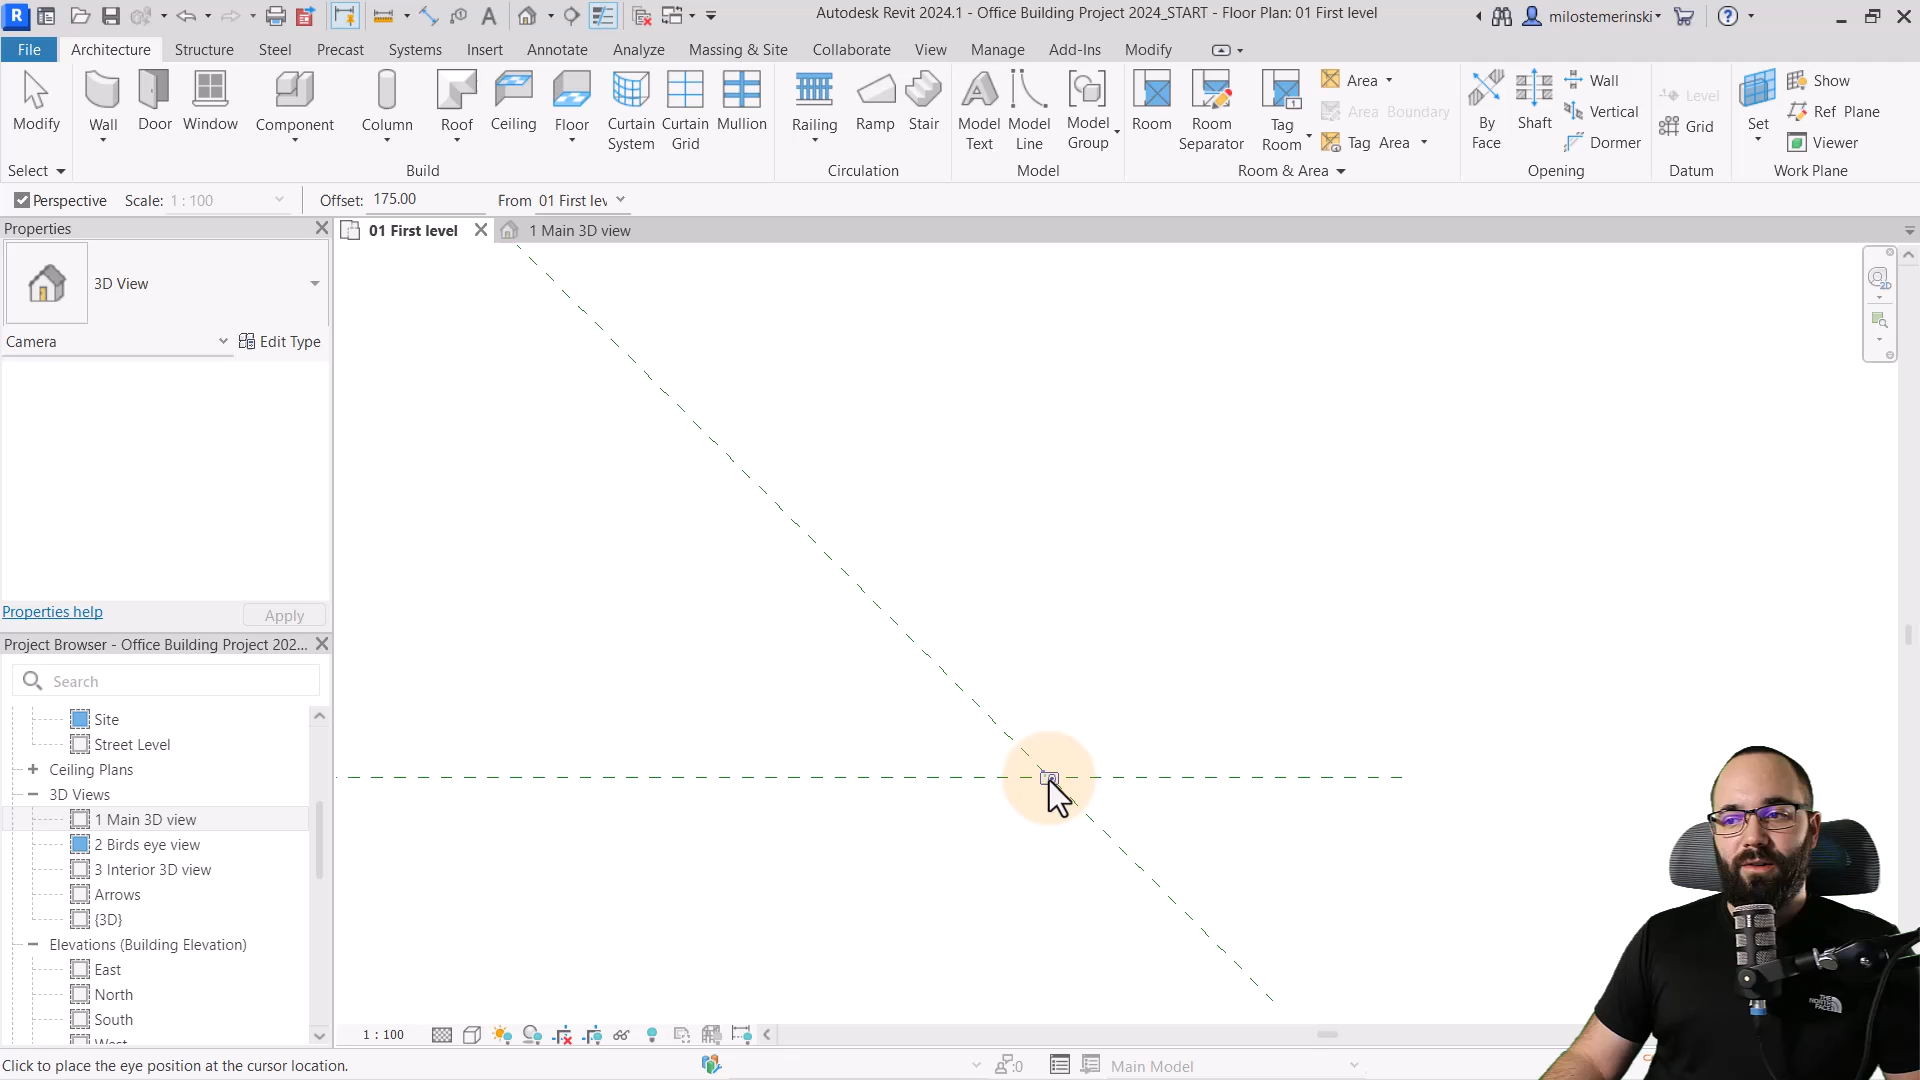 Autodesk Revit 2024.1 - Office Building Project 2024_START - Floor Plan: 01 First level
milostemerinski
File Architecture Structure Steel Precast Systems Insert Annotate Analyze Massing & Site Collaborate View Manage Add-Ins Modify
Modify
Wall
Door
Window
Component
Column
Roof
Ceiling
Floor
Curtain System
Curtain Grid
Mullion
Railing
Ramp
Stair
Model Text
Model Line
Model Group
Room
Room Separator
Tag Room
Area
Area Boundary
Tag Area
By Face
Shaft
Wall
Vertical
Dormer
Level
Grid
Set
Show
Ref Plane
Viewer
Select Build Circulation Model Room & Area Opening Datum Work Plane
Perspective Scale: 1 : 100 Offset: 175.00 From 01 First lev
Properties
01 First level
1 Main 3D view
3D View
Camera
Edit Type
Properties help
Apply
Project Browser - Office Building Project 202...
Search
Site
Street Level
Ceiling Plans
3D Views
1 Main 3D view
2 Birds eye view
3 Interior 3D view
Arrows
{3D}
Elevations (Building Elevation)
East
North
South
West
1 : 100
Click to place the eye position at the cursor location.
:0
Main Model
2D
THE NORTH FACE